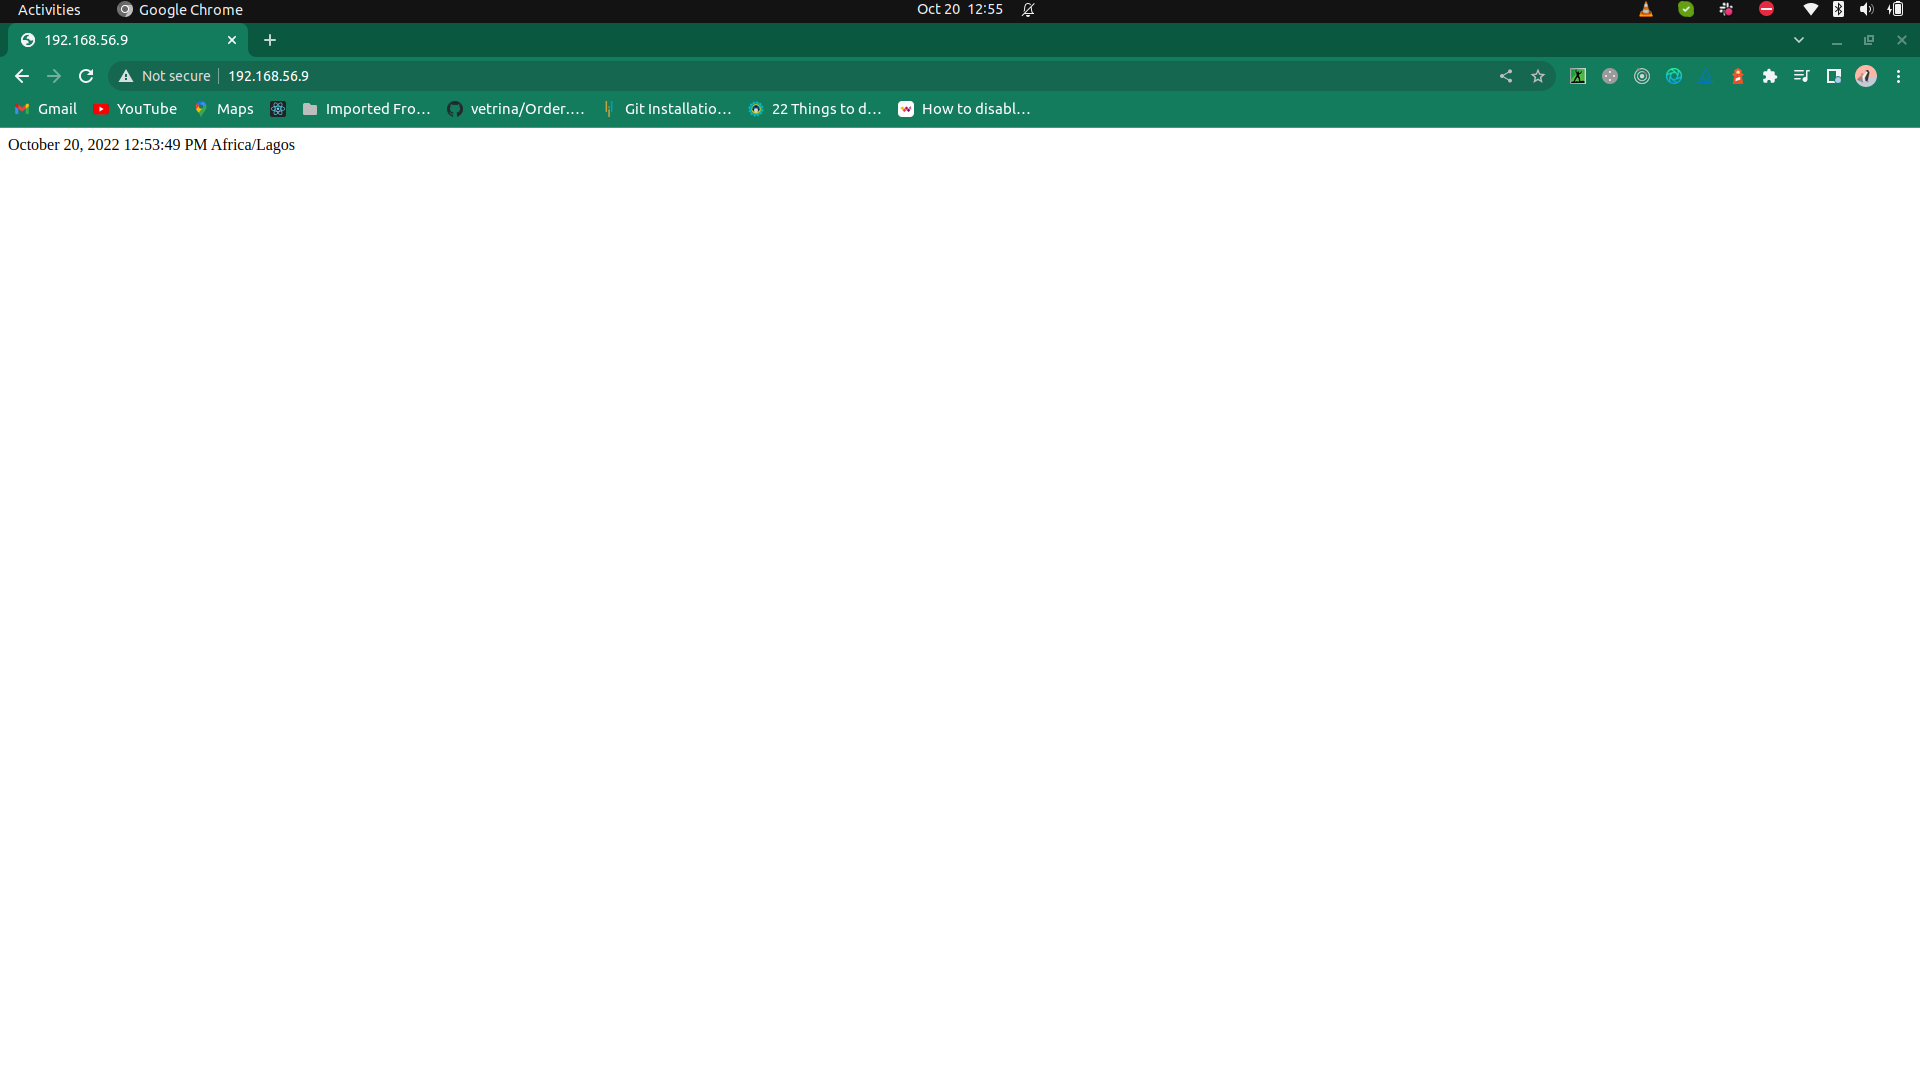 Activities Google Chrome Oct 20 12:55
192.168.56.9
Not secure 192.168.56.9
Gmail YouTube Maps Imported Fro… vetrina/Order.… Git Installatio… 22 Things to d… How to disabl…
October 20, 2022 12:53:49 PM Africa/Lagos